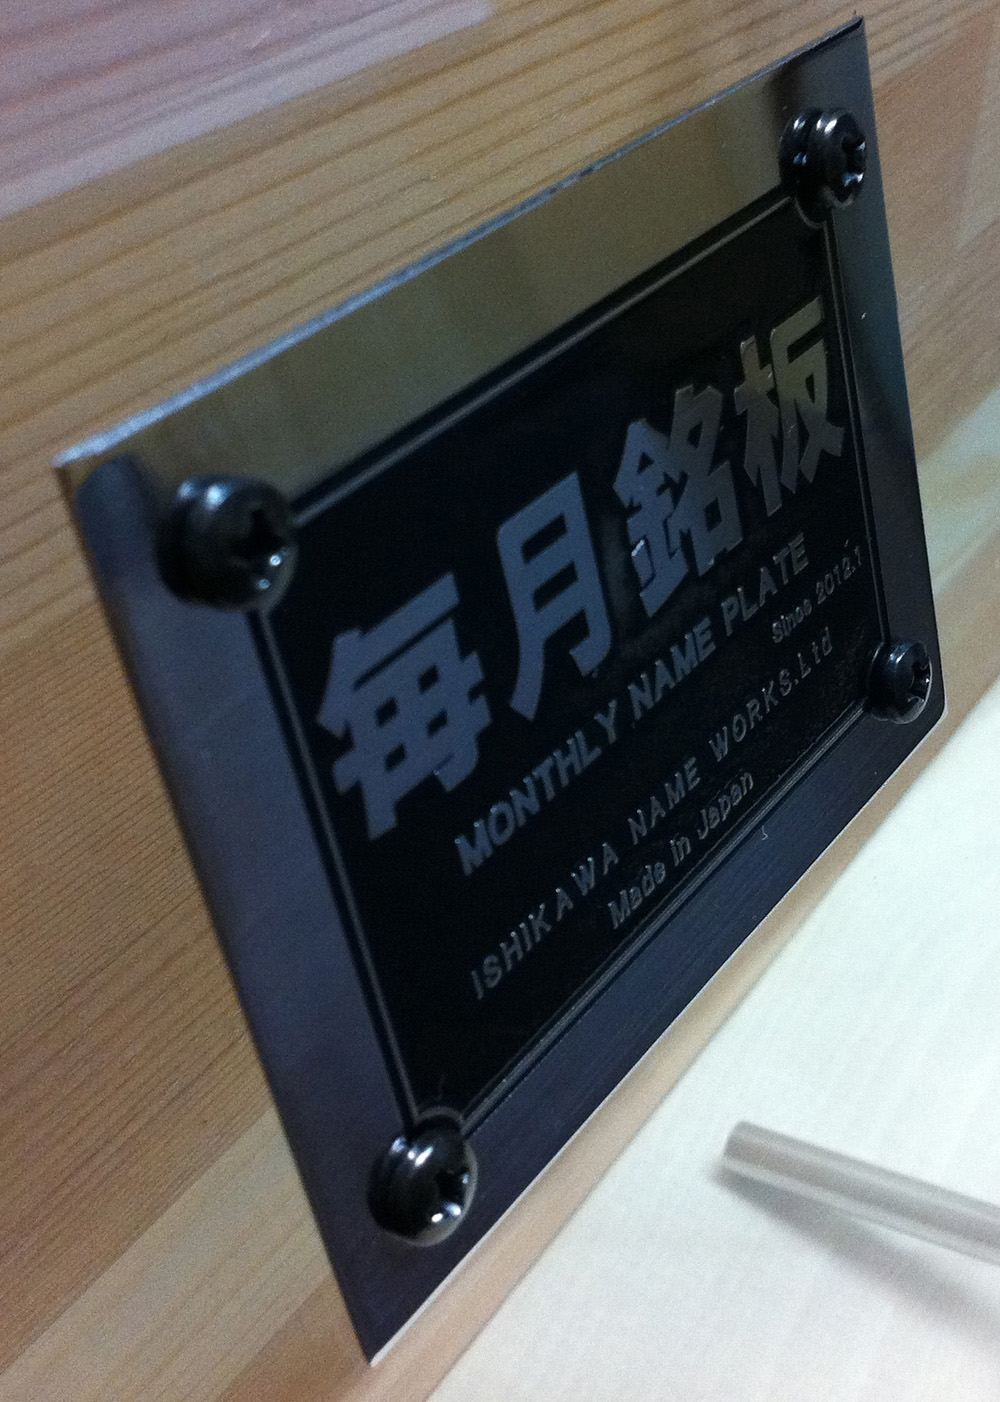 毎月銘板
MONTHLY NAME PLATE
Since 2012.1
ISHIKAWA NAME WORKS.Ltd
Made in Japan